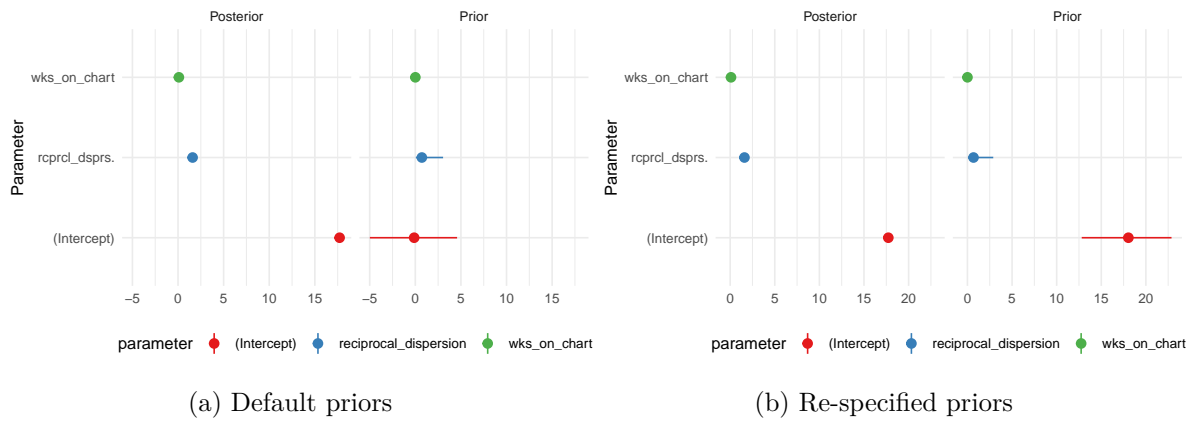 Posterior Prior
wks_on_chart
rcprcl_dsprs.
(Intercept)
Parameter
−5 0 5 10 15 −5 0 5 10 15
parameter (Intercept) reciprocal_dispersion wks_on_chart
(a) Default priors
Posterior Prior
wks_on_chart
rcprcl_dsprs.
(Intercept)
Parameter
0 5 10 15 20 0 5 10 15 20
parameter (Intercept) reciprocal_dispersion wks_on_chart
(b) Re-specified priors